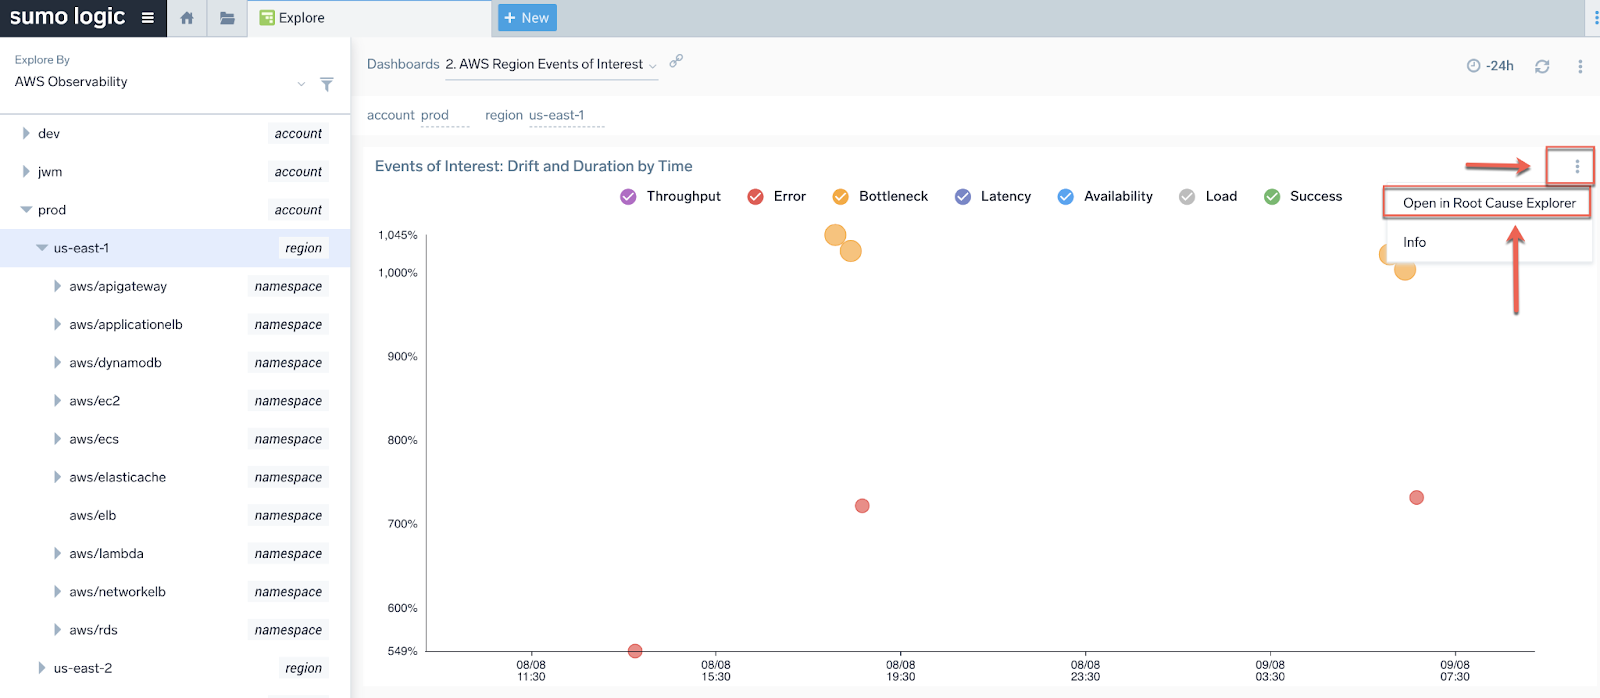 sumo logic
Explore
+ New
Explore By
AWS Observability
dev account
jwm account
prod account
us-east-1 region
aws/apigateway namespace
aws/applicationelb namespace
aws/dynamodb namespace
aws/ec2 namespace
aws/ecs namespace
aws/elasticache namespace
aws/elb namespace
aws/lambda namespace
aws/networkelb namespace
aws/rds namespace
us-east-2 region
Dashboards 2. AWS Region Events of Interest
-24h
account prod region us-east-1
Events of Interest: Drift and Duration by Time
Throughput Error Bottleneck Latency Availability Load Success
Open in Root Cause Explorer
Info
1,045%
1,000%
900%
800%
700%
600%
549%
08/08 11:30
08/08 15:30
08/08 19:30
08/08 23:30
09/08 03:30
09/08 07:30